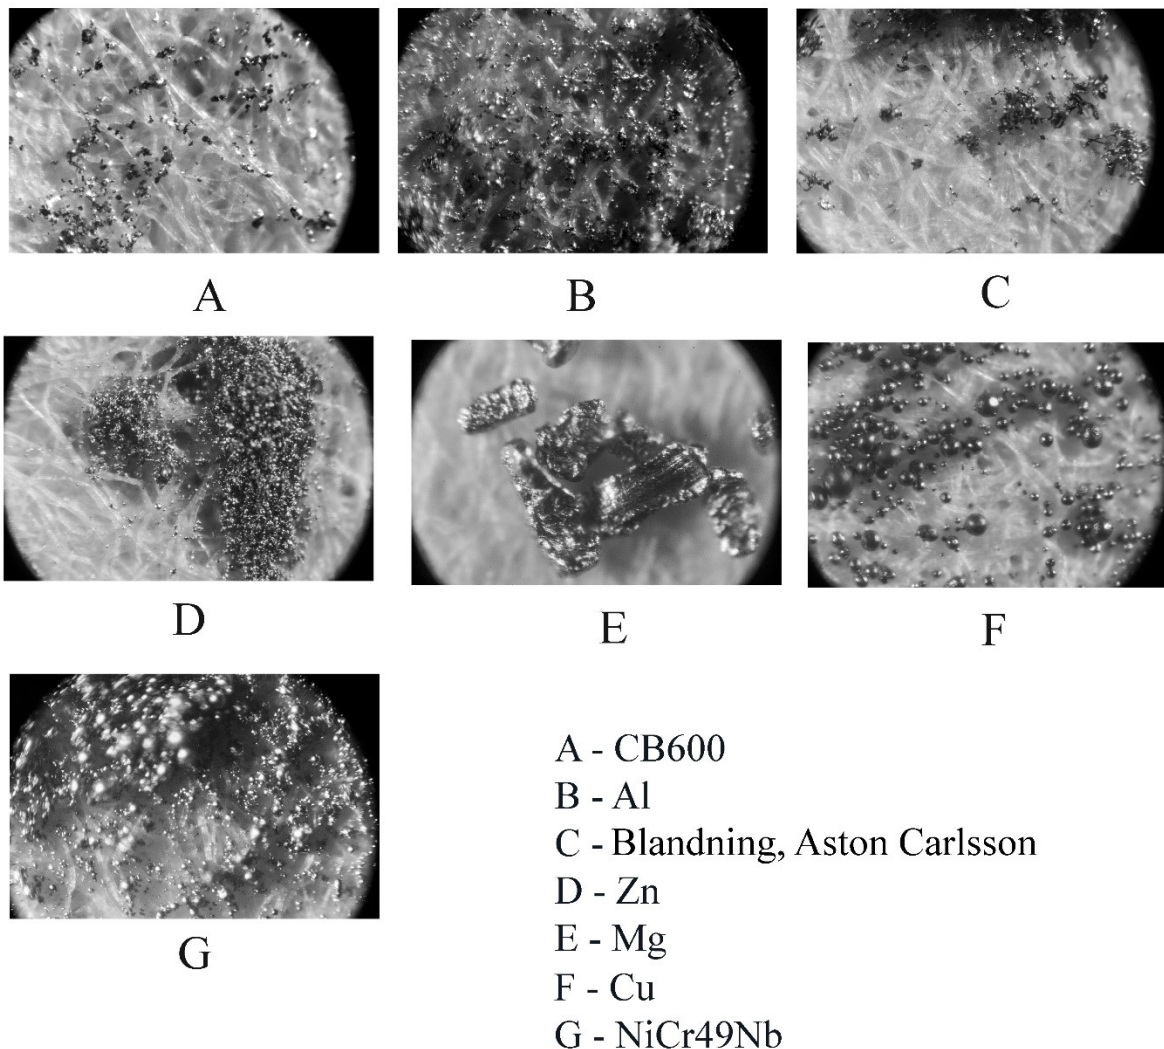 A
B
C
D
E
F
G
A - CB600
B - Al
C - Blandning, Aston Carlsson
D - Zn
E - Mg
F - Cu
G - NiCr49Nb